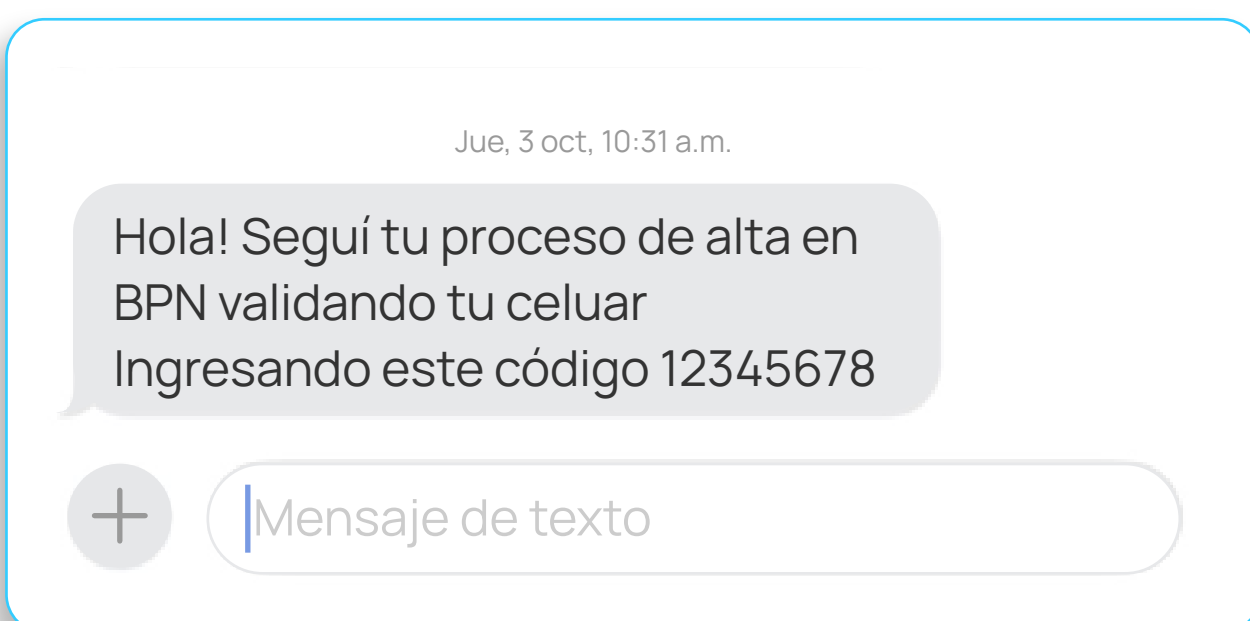 Jue, 3 oct, 10:31 a.m.
Hola! Seguí tu proceso de alta en
BPN validando tu celuar
Ingresando este código 12345678
Mensaje de texto